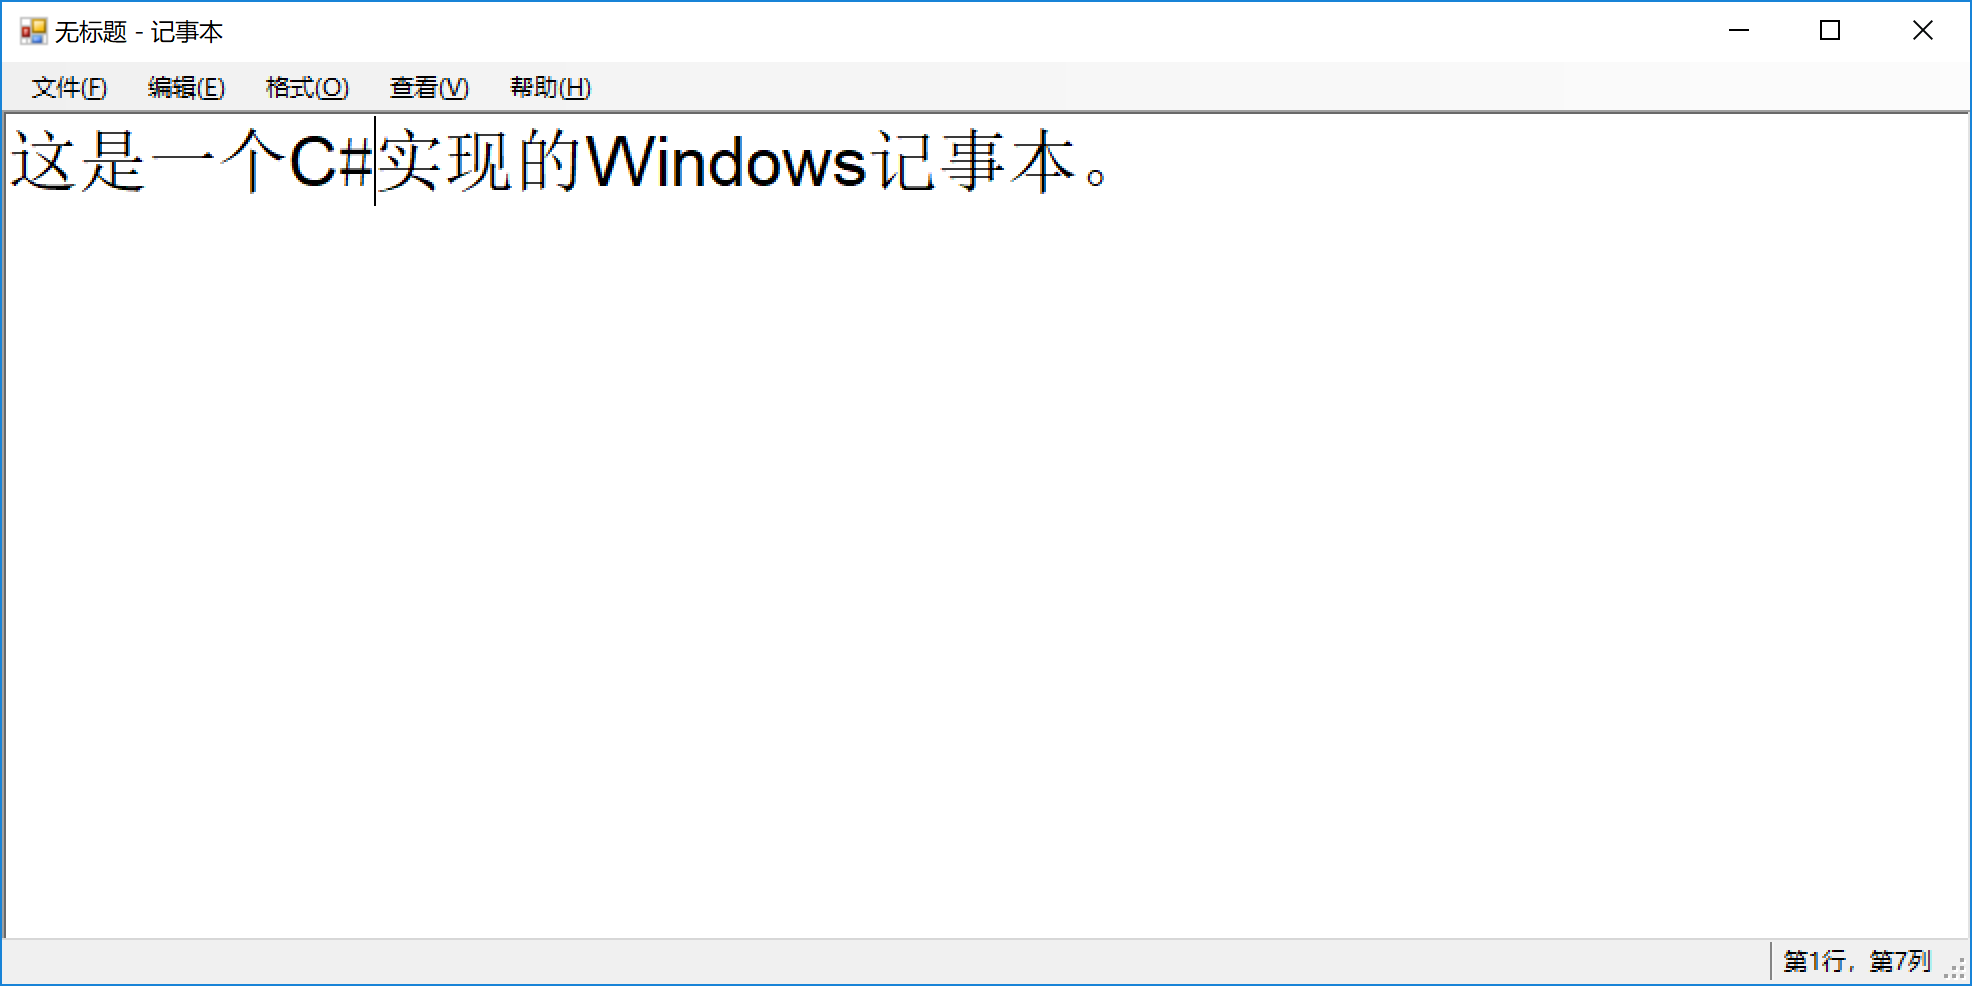 无标题 - 记事本
文件(F) 编辑(E) 格式(O) 查看(V) 帮助(H)
这是一个C#实现的Windows记事本。
第1行，第7列